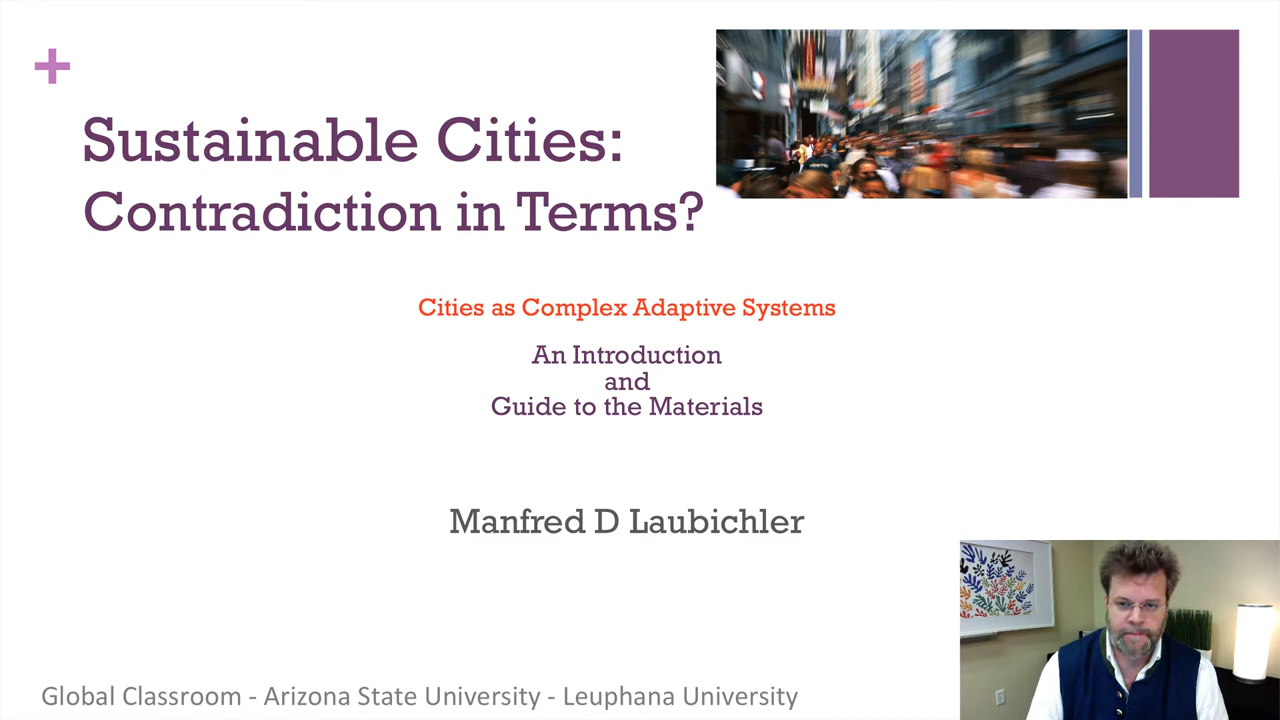 +
Sustainable Cities:
Contradiction in Terms?
Cities as Complex Adaptive Systems
An Introduction
and
Guide to the Materials
Manfred D Laubichler
Global Classroom - Arizona State University - Leuphana University